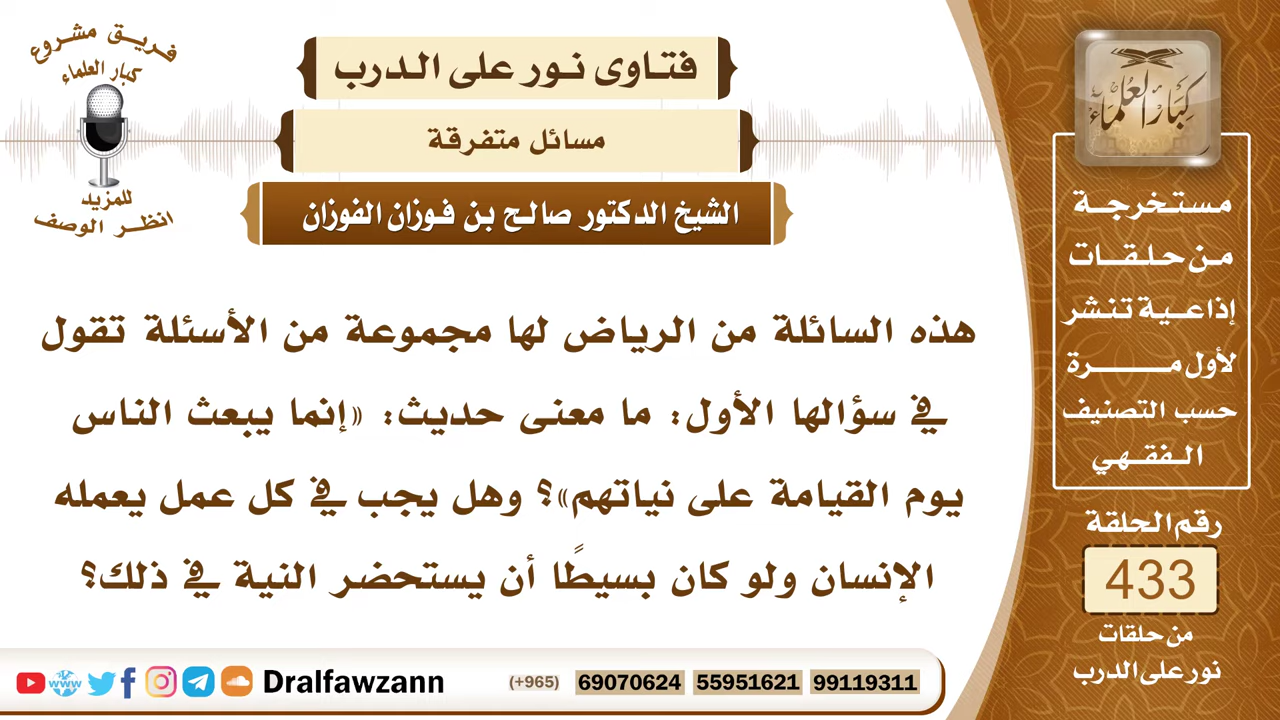 فريق مشروع
كبار العلماء
للمزيد
انظر الوصف
فتاوى نور على الدرب
مسائل متفرقة
الشيخ الدكتور صالح بن فوزان الفوزان
هذه السائلة من الرياض لها مجموعة من الأسئلة تقول
في سؤالها الأول: ما معنى حديث: «إنما يبعث الناس
يوم القيامة على نياتهم»؟ وهل يجب في كل عمل يعمله
الإنسان ولو كان بسيطًا أن يستحضر النية في ذلك؟
كبار العلماء
مستخرجة
من حلقات
إذاعية تنشر
لأول مرة
حسب التصنيف
الفقهي
رقم الحلقة
433
من حلقات
نور على الدرب
www
Dralfawzann
(+965) 69070624 55951621 99119311